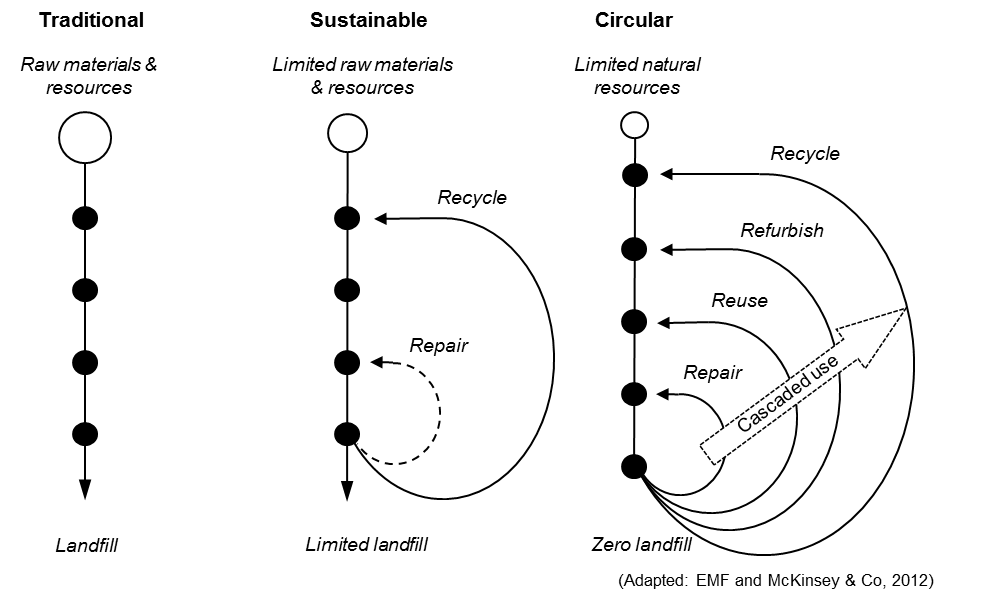 Traditional
Raw materials &
resources
Landfill
Sustainable
Limited raw materials
& resources
Recycle
Repair
Limited landfill
Circular
Limited natural
resources
Recycle
Refurbish
Reuse
Repair
Cascaded use
Zero landfill
(Adapted: EMF and McKinsey & Co, 2012)